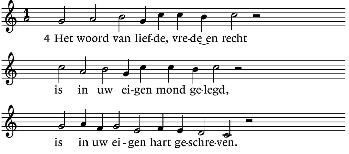 4 Het woord van lief-de, vre-de‿en recht
is in uw ei-gen mond ge-legd,
is in uw ei-gen hart ge-schre-ven.